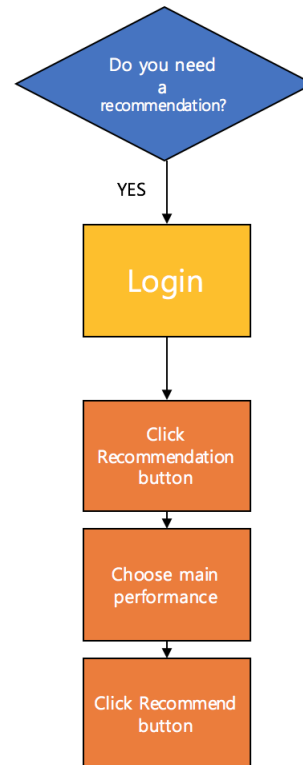 Do you need
a
recommendation?
YES
Login
Click
Recommendation
button
Choose main
performance
Click Recommend
button